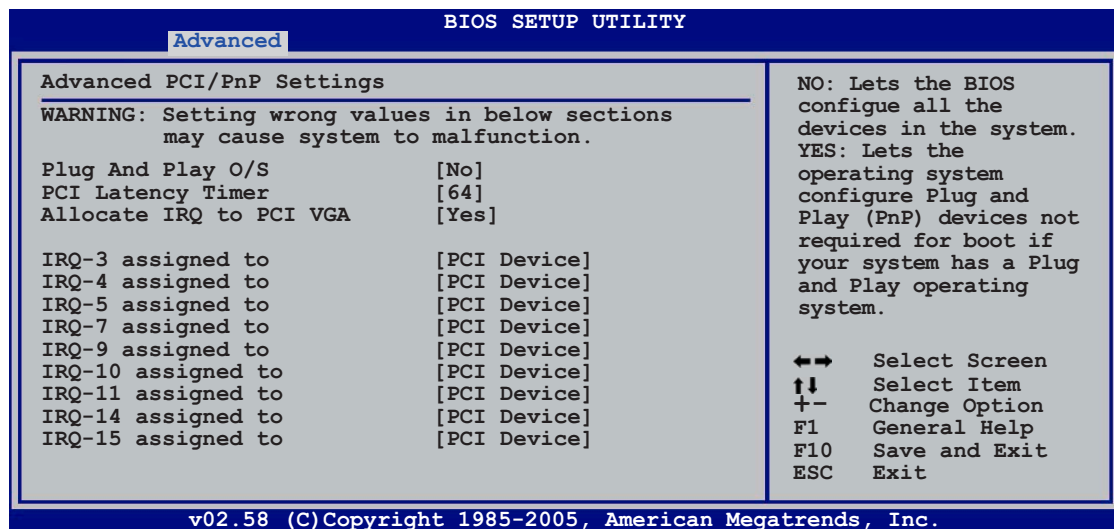 BIOS SETUP UTILITY
Advanced
Advanced PCI/PnP Settings
WARNING: Setting wrong values in below sections
may cause system to malfunction.
Plug And Play O/S [No]
PCI Latency Timer [64]
Allocate IRQ to PCI VGA [Yes]
IRQ-3 assigned to [PCI Device]
IRQ-4 assigned to [PCI Device]
IRQ-5 assigned to [PCI Device]
IRQ-7 assigned to [PCI Device]
IRQ-9 assigned to [PCI Device]
IRQ-10 assigned to [PCI Device]
IRQ-11 assigned to [PCI Device]
IRQ-14 assigned to [PCI Device]
IRQ-15 assigned to [PCI Device]
NO: Lets the BIOS
configue all the
devices in the system.
YES: Lets the
operating system
configure Plug and
Play (PnP) devices not
required for boot if
your system has a Plug
and Play operating
system.
←→ Select Screen
↑↓ Select Item
+- Change Option
F1 General Help
F10 Save and Exit
ESC Exit
v02.58 (C)Copyright 1985-2005, American Megatrends, Inc.